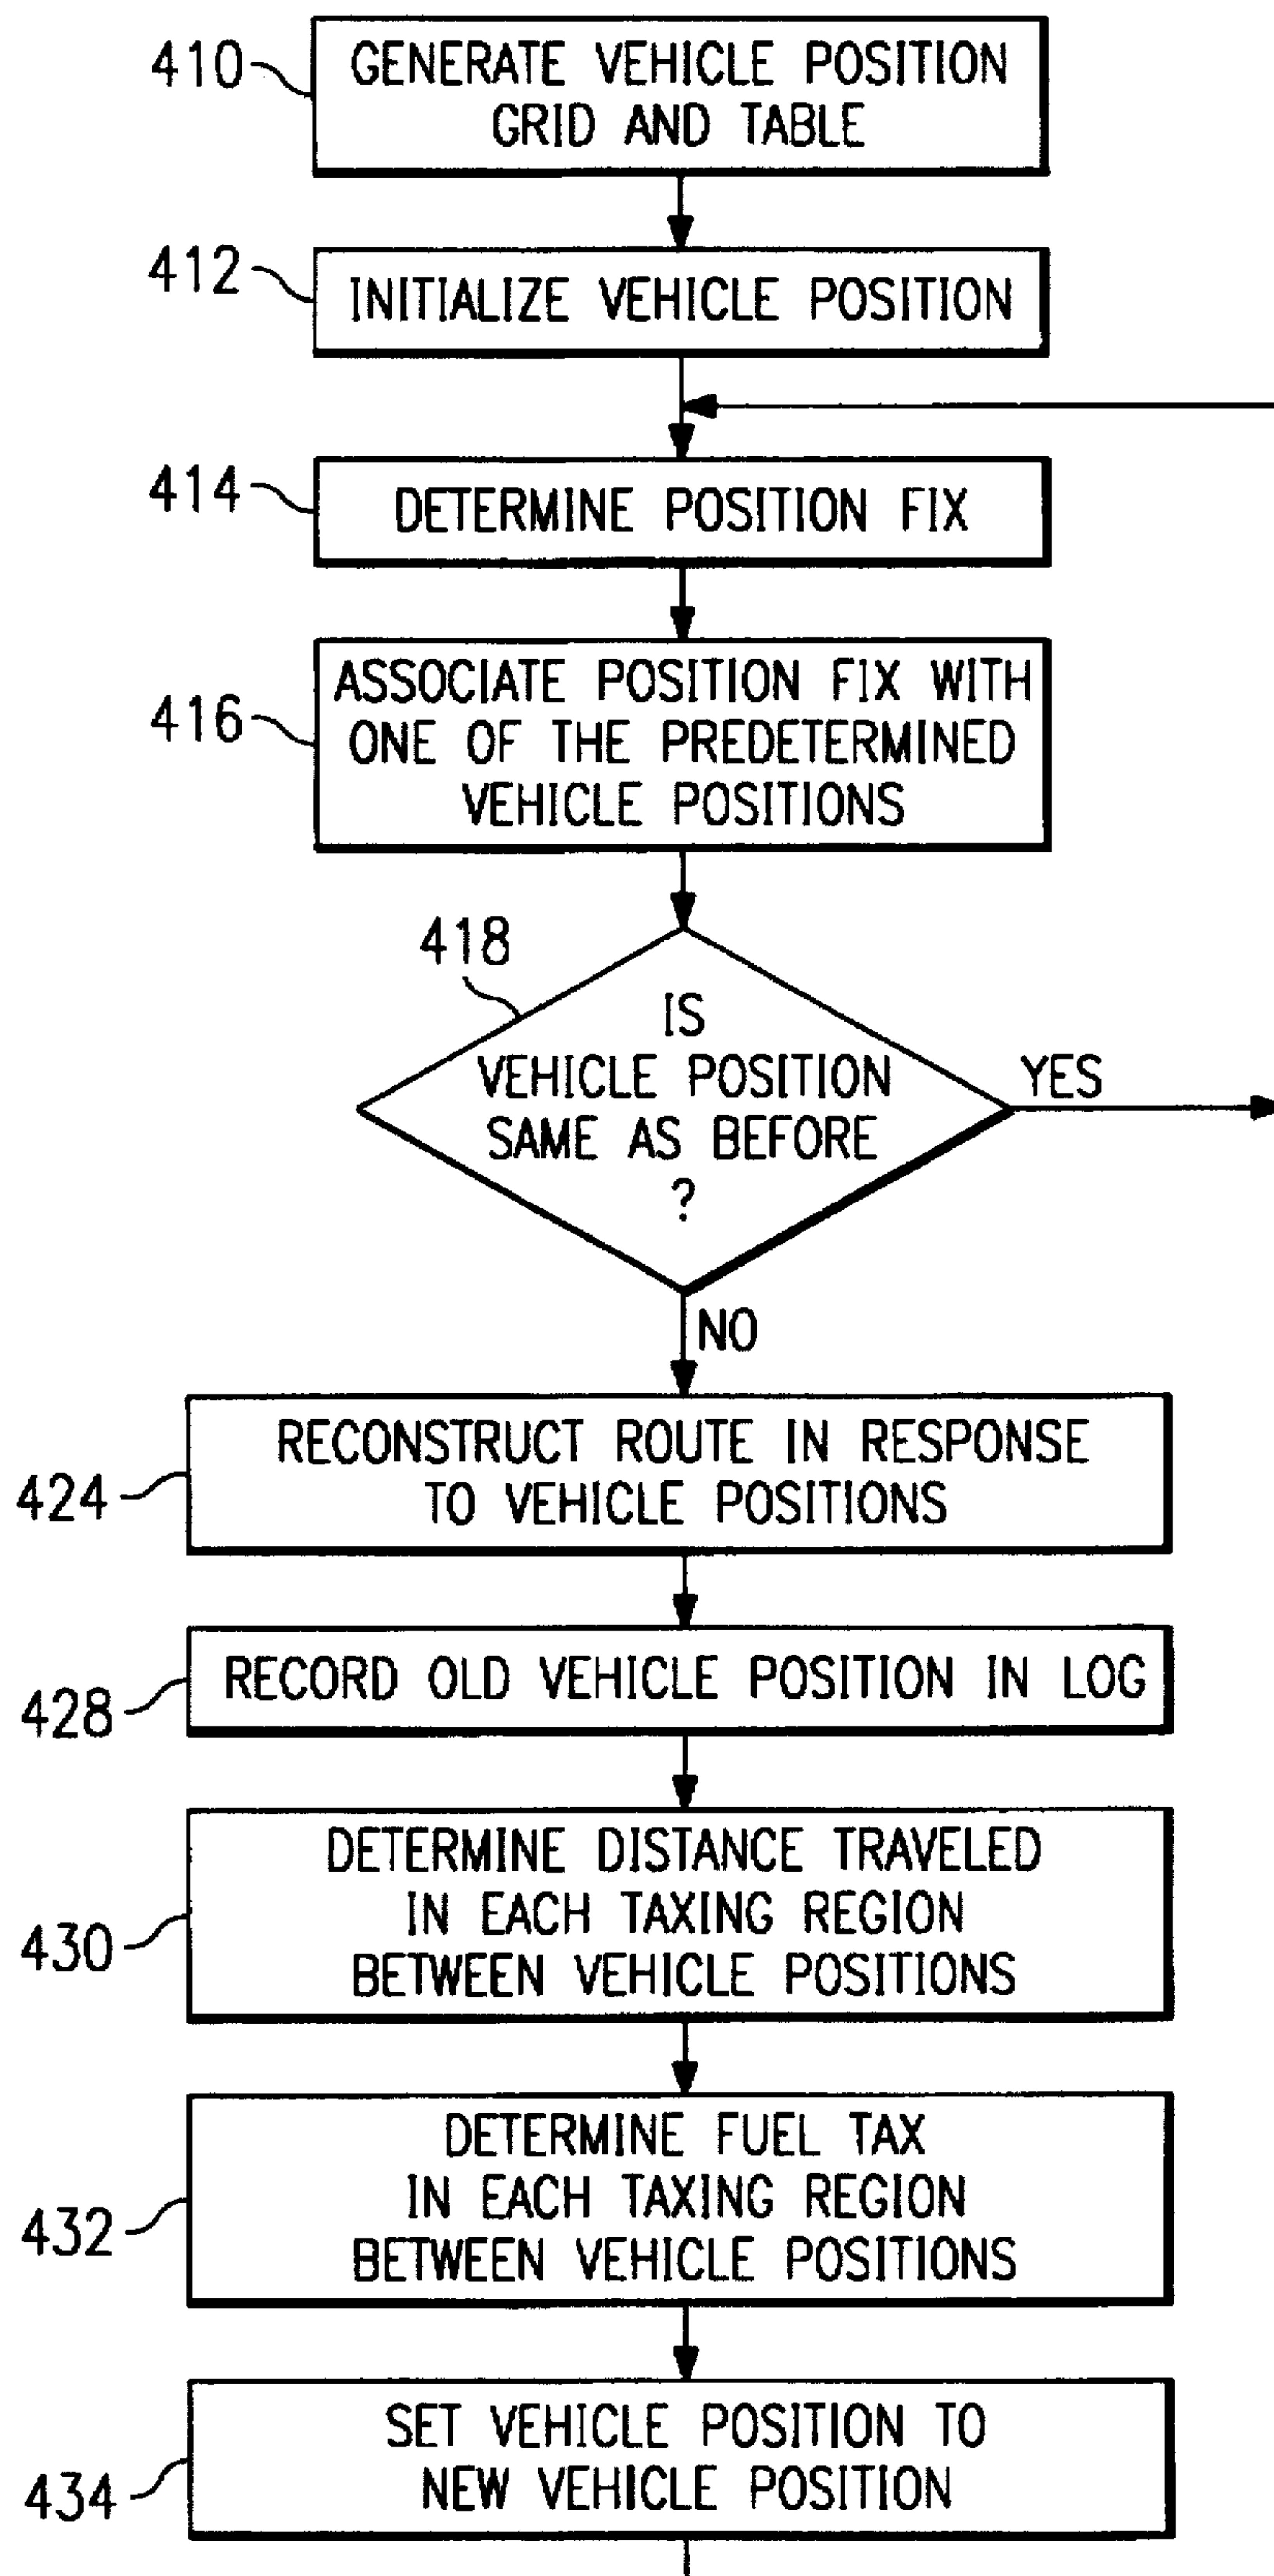 410
GENERATE VEHICLE POSITION
GRID AND TABLE
412
INITIALIZE VEHICLE POSITION
414
DETERMINE POSITION FIX
416
ASSOCIATE POSITION FIX WITH
ONE OF THE PREDETERMINED
VEHICLE POSITIONS
418
IS
VEHICLE POSITION
SAME AS BEFORE
?
YES
NO
424
RECONSTRUCT ROUTE IN RESPONSE
TO VEHICLE POSITIONS
428
RECORD OLD VEHICLE POSITION IN LOG
430
DETERMINE DISTANCE TRAVELED
IN EACH TAXING REGION
BETWEEN VEHICLE POSITIONS
432
DETERMINE FUEL TAX
IN EACH TAXING REGION
BETWEEN VEHICLE POSITIONS
434
SET VEHICLE POSITION TO
NEW VEHICLE POSITION